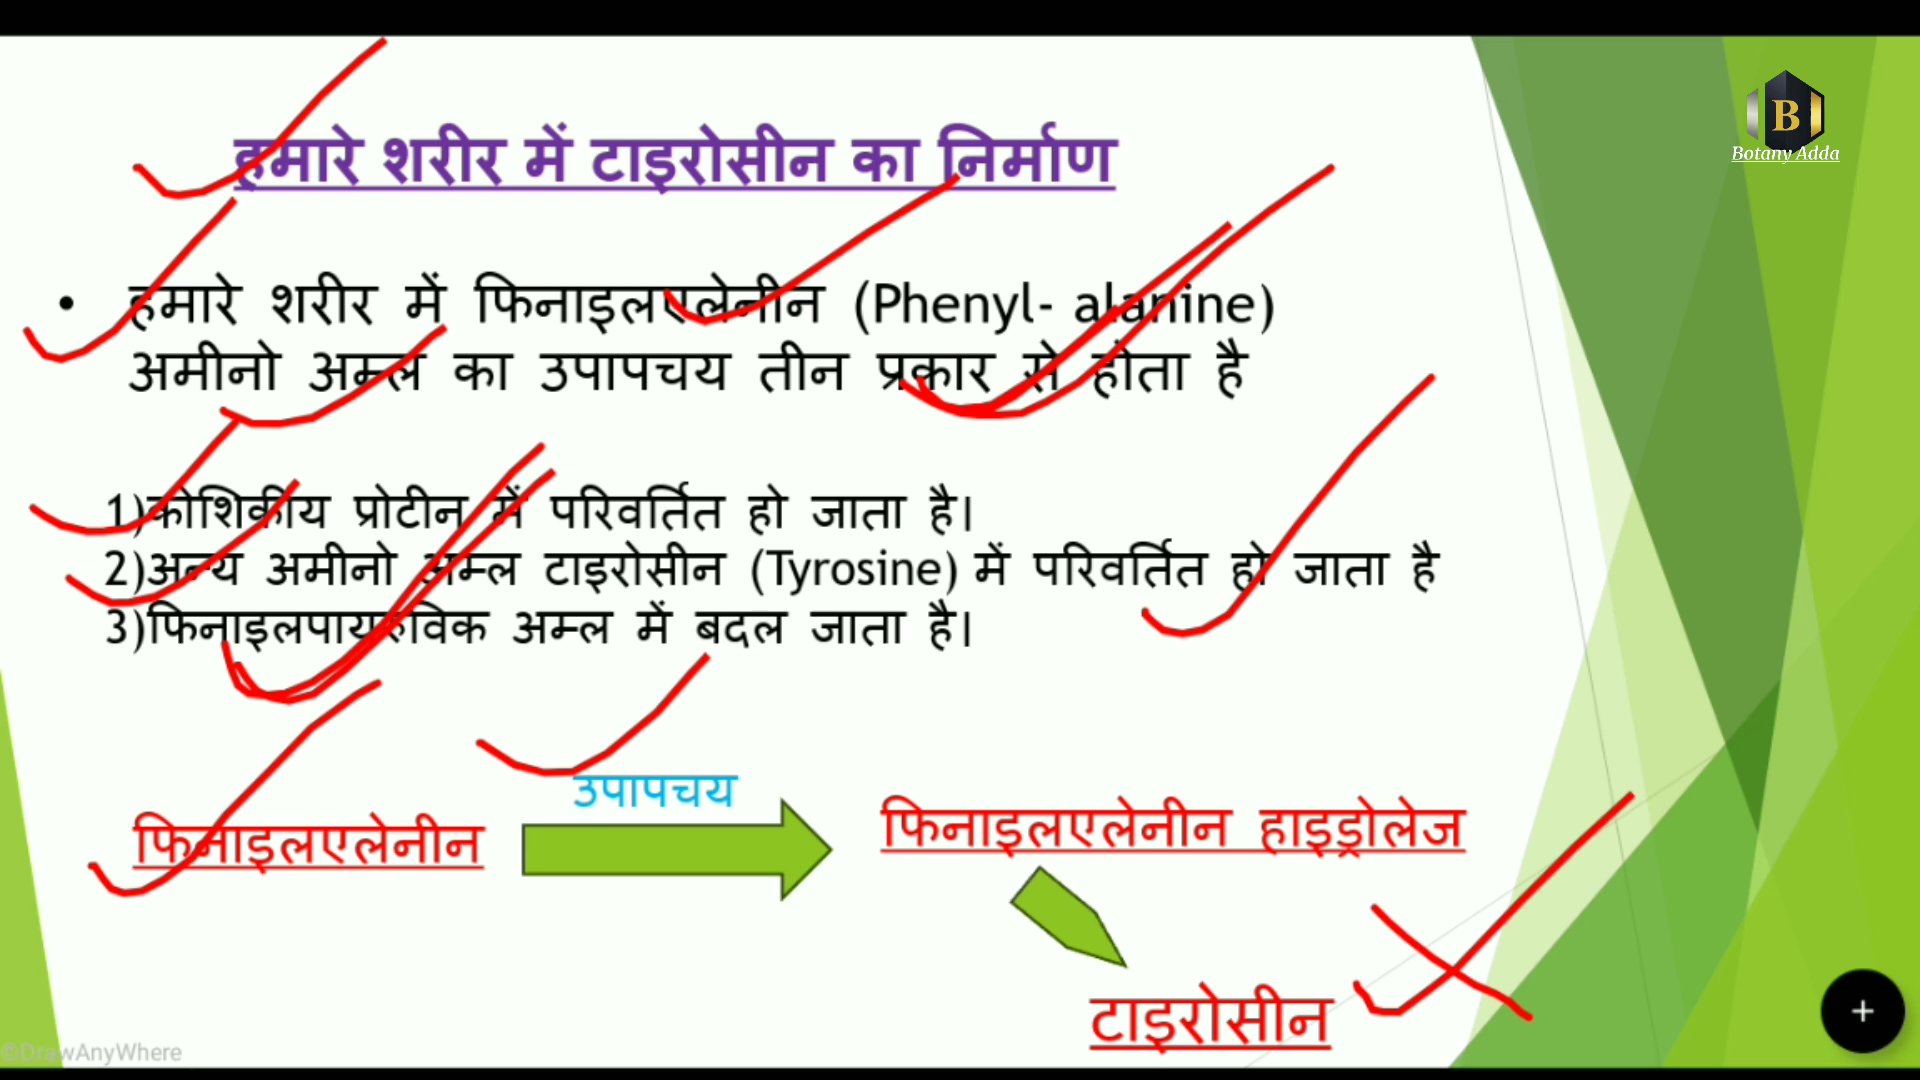 B
Botany Adda
हमारे शरीर में टाइरोसीन का निर्माण
• हमारे शरीर में फिनाइलएलेनीन (Phenyl- alanine)
अमीनो अम्ल का उपापचय तीन प्रकार से होता है
1)कोशिकीय प्रोटीन में परिवर्तित हो जाता है।
2)अन्य अमीनो अम्ल टाइरोसीन (Tyrosine) में परिवर्तित हो जाता है
3)फिनाइलपायरुविक अम्ल में बदल जाता है।
उपापचय
फिनाइलएलेनीन
फिनाइलएलेनीन हाइड्रोलेज
टाइरोसीन
©DrawAnyWhere